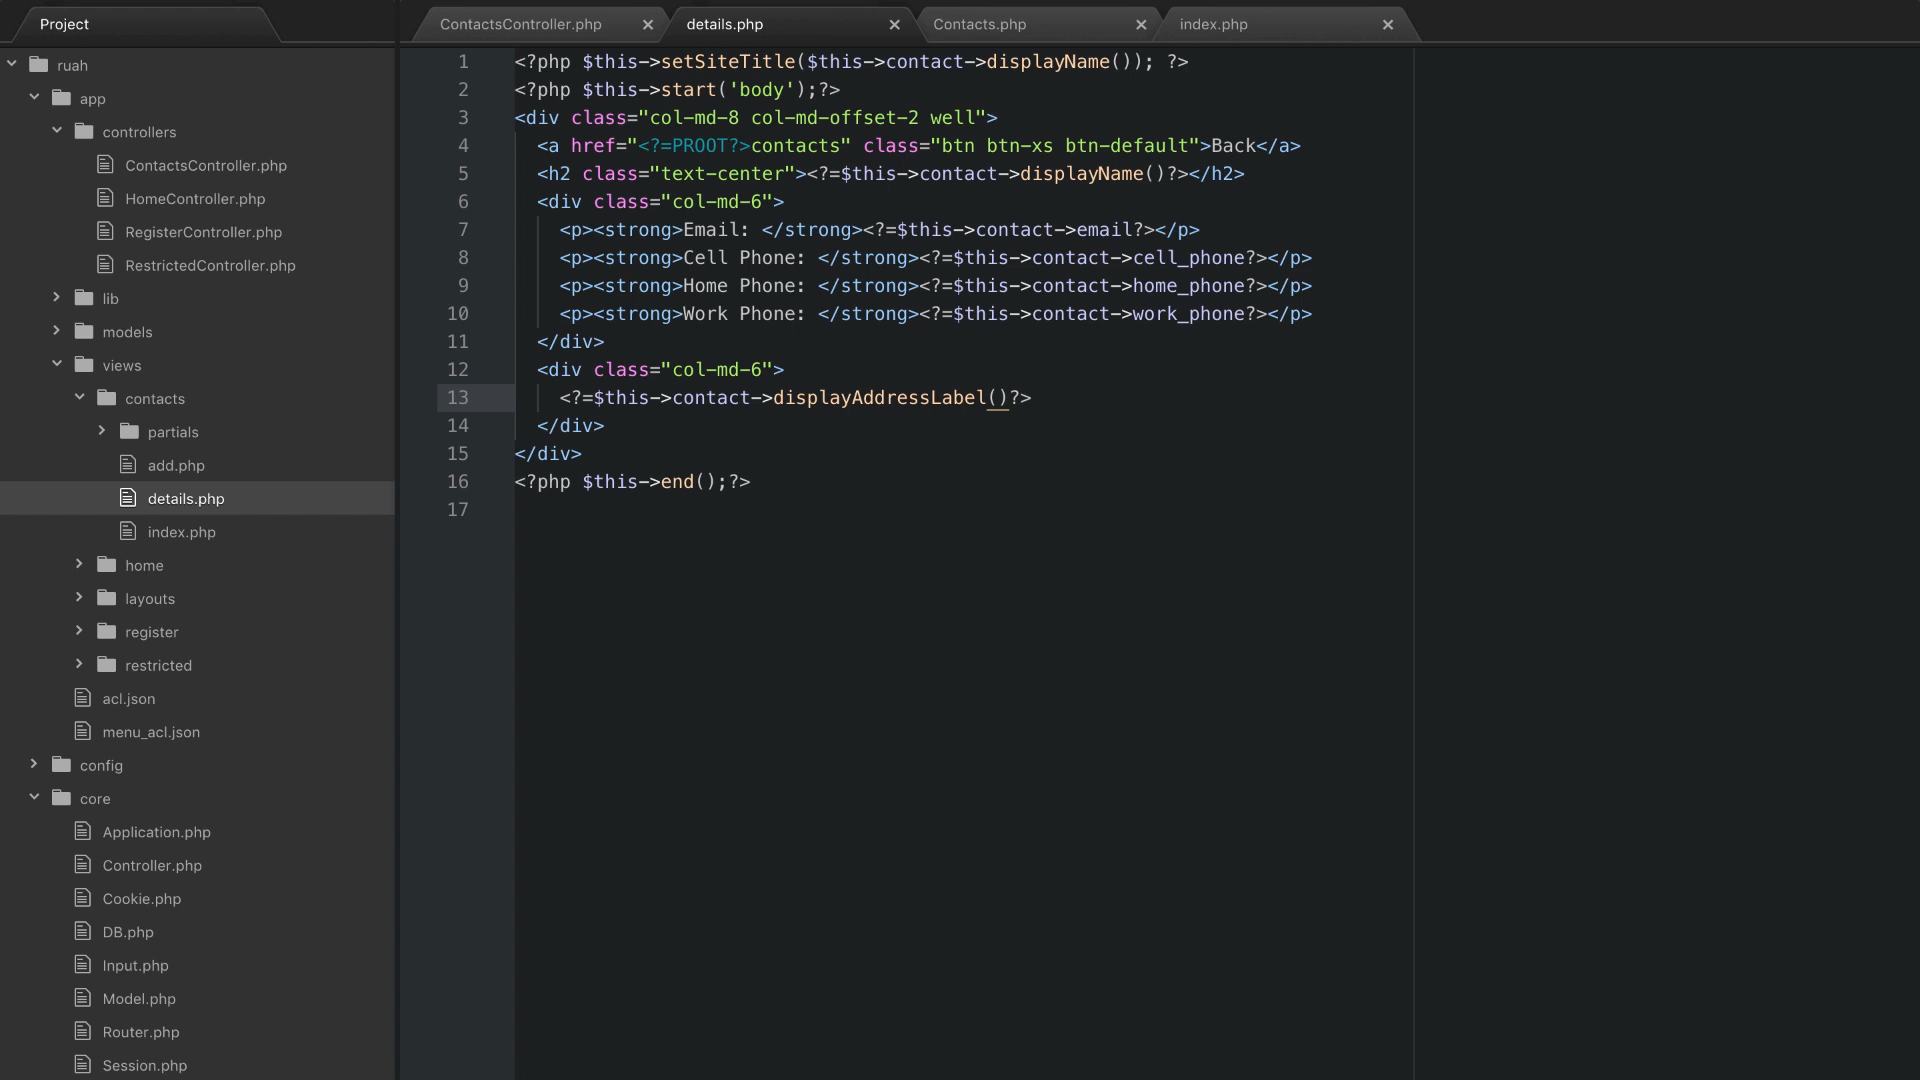 Project
ruah
app
controllers
ContactsController.php
HomeController.php
RegisterController.php
RestrictedController.php
lib
models
views
contacts
partials
add.php
details.php
index.php
home
layouts
register
restricted
acl.json
menu_acl.json
config
core
Application.php
Controller.php
Cookie.php
DB.php
Input.php
Model.php
Router.php
Session.php
ContactsController.php details.php Contacts.php index.php
1 <?php $this->setSiteTitle($this->contact->displayName()); ?>
2 <?php $this->start('body');?>
3 <div class="col-md-8 col-md-offset-2 well">
4 <a href="<?=PROOT?>contacts" class="btn btn-xs btn-default">Back</a>
5 <h2 class="text-center"><?=$this->contact->displayName()?></h2>
6 <div class="col-md-6">
7 <p><strong>Email: </strong><?=$this->contact->email?></p>
8 <p><strong>Cell Phone: </strong><?=$this->contact->cell_phone?></p>
9 <p><strong>Home Phone: </strong><?=$this->contact->home_phone?></p>
10 <p><strong>Work Phone: </strong><?=$this->contact->work_phone?></p>
11 </div>
12 <div class="col-md-6">
13 <?=$this->contact->displayAddressLabel()?>
14 </div>
15 </div>
16 <?php $this->end();?>
17